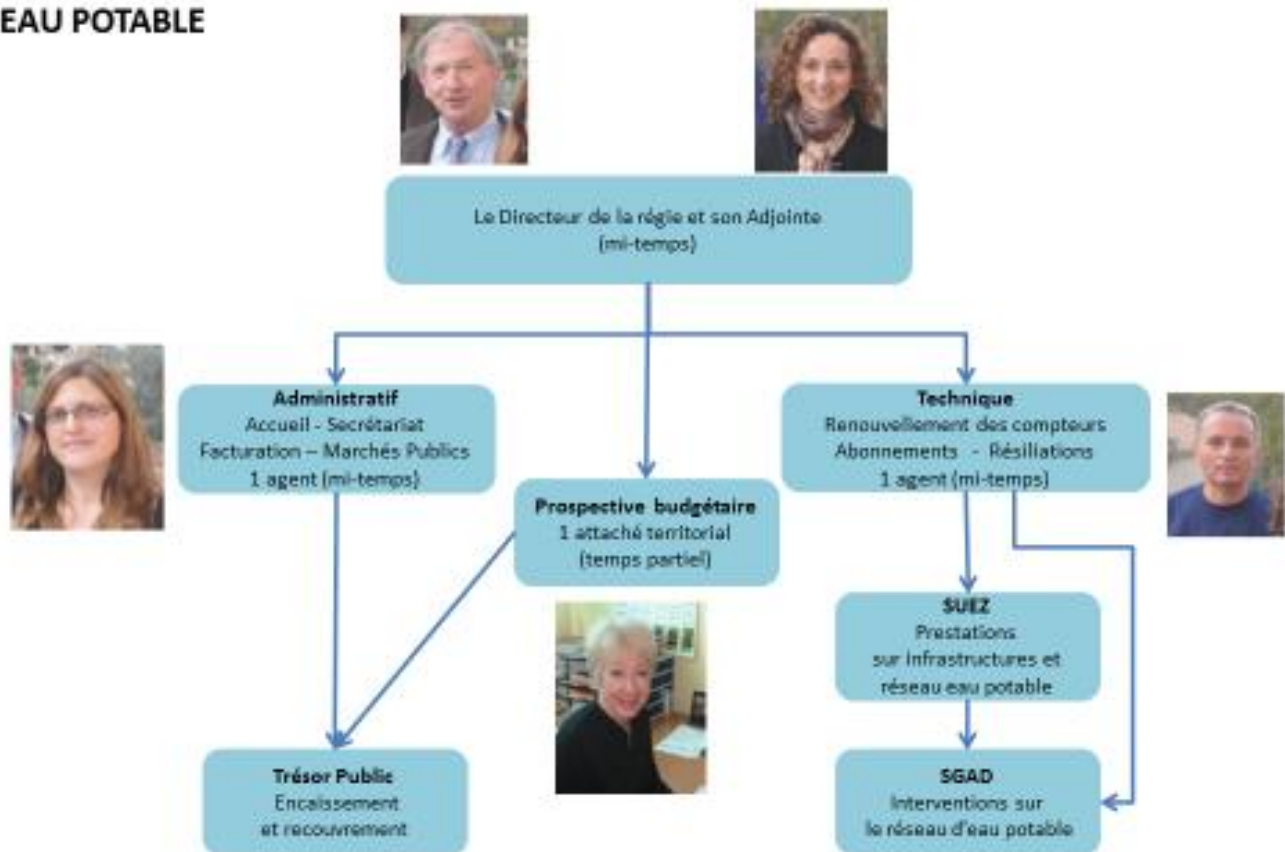 EAU POTABLE
Le Directeur de la régie et son Adjointe
(mi-temps)
Administratif
Accueil - Secrétariat
Facturation – Marchés Publics
1 agent (mi-temps)
Technique
Renouvellement des compteurs
Abonnements - Résiliations
1 agent (mi-temps)
Prospective budgétaire
1 attaché territorial
(temps partiel)
SUEZ
Prestations
sur infrastructures et
réseau eau potable
Trésor Public
Encaissement
et recouvrement
SGAD
Interventions sur
le réseau d'eau potable